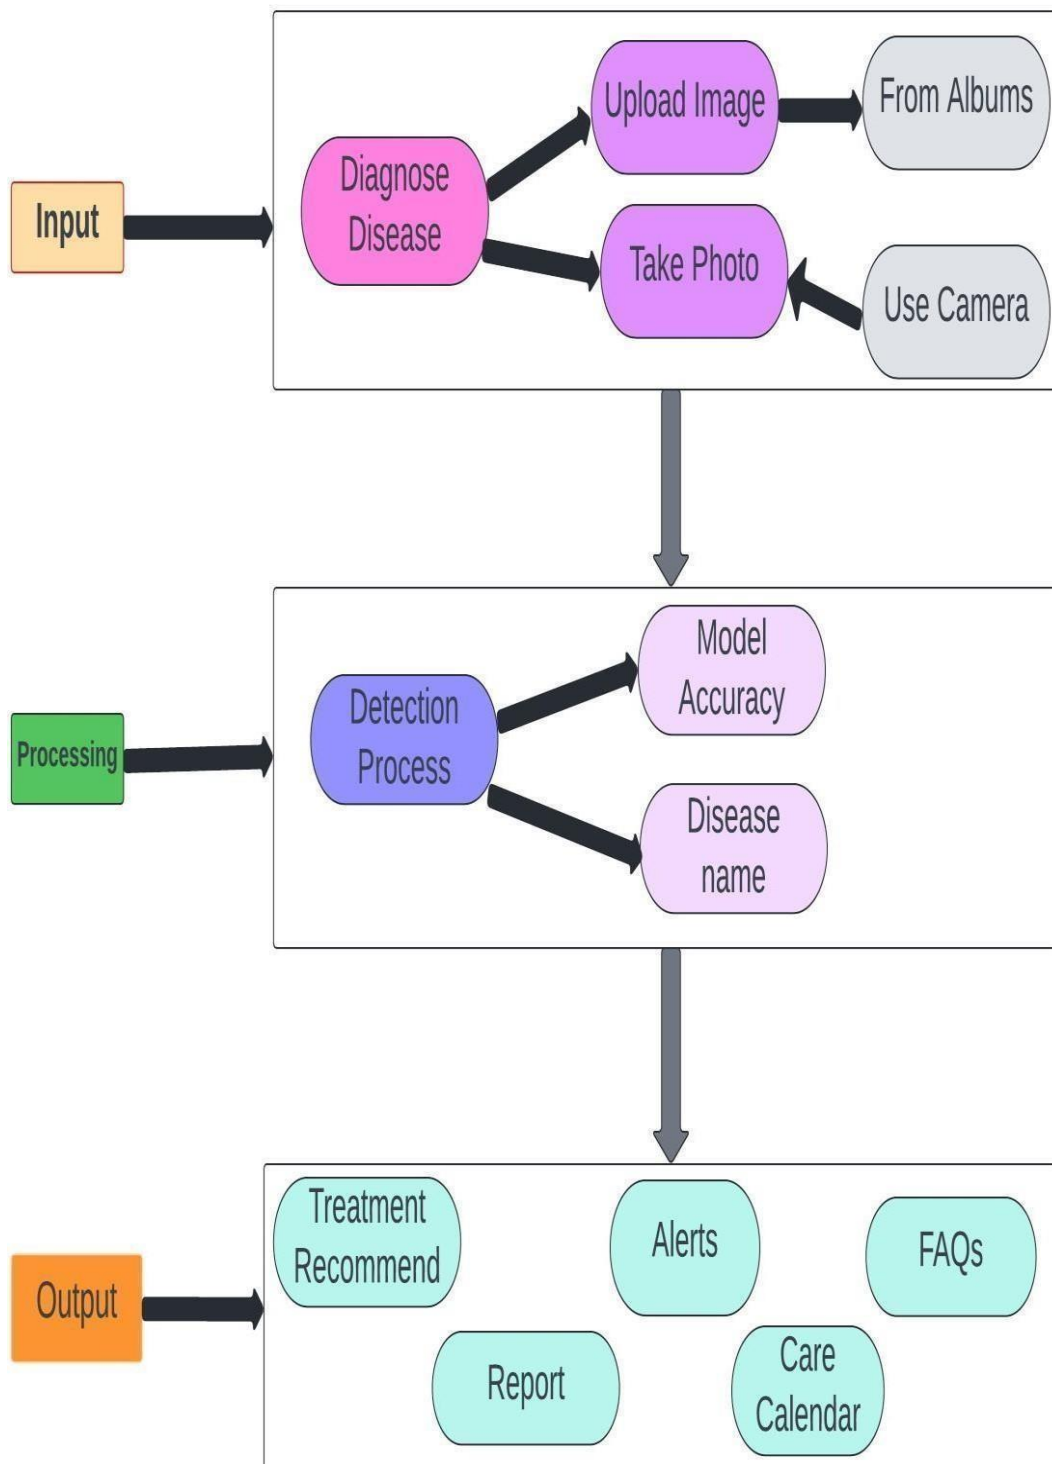 Upload Image
From Albums
Diagnose
Disease
Input
Take Photo
Use Camera
Model
Accuracy
Detection
Process
Processing
Disease
name
Treatment
Recommend
Alerts
FAQs
Output
Report
Care
Calendar